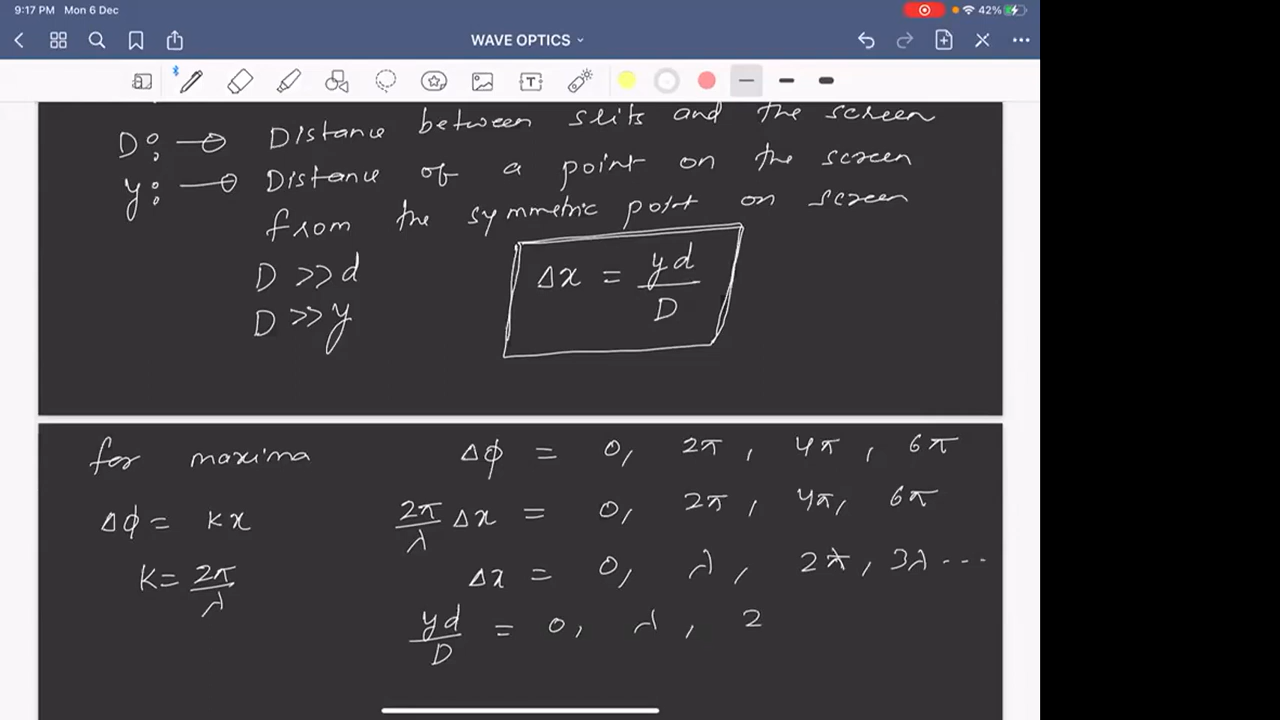 9:17 PM Mon 6 Dec
42%
WAVE OPTICS
T
D: → Distance between slits and the screen
y: → Distance of a point on the screen
from the symmetric point on screen
D >> d
D >> y
Δx = yd/D
for maxima Δϕ = 0, 2π, 4π, 6π
Δϕ = Kx 2π/λ Δx = 0, 2π, 4π, 6π
K = 2π/λ Δx = 0, λ, 2λ, 3λ ---
yd/D = 0, λ, 2